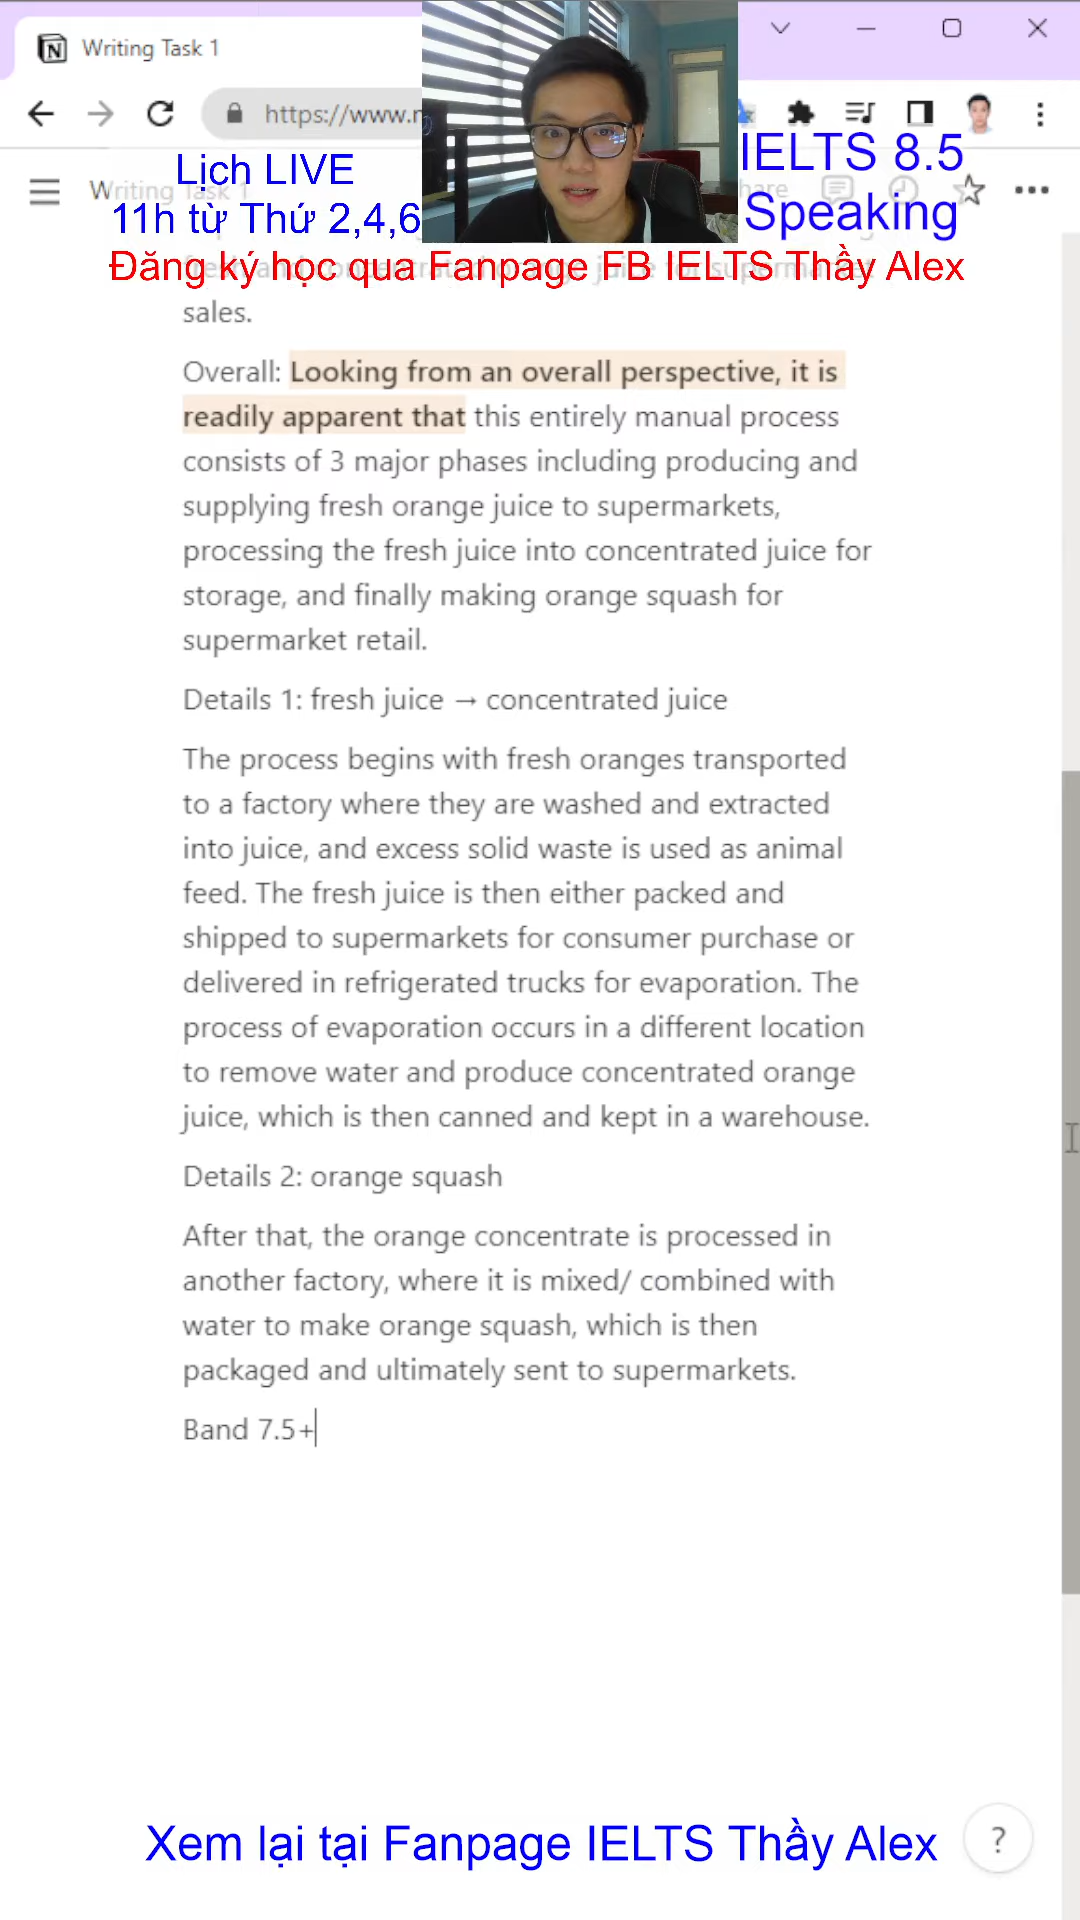 Writing Task 1
https://www.n
Lịch LIVE
11h từ Thứ 2,4,6
IELTS 8.5
Speaking
Writing Task 1
Đăng ký học qua Fanpage FB IELTS Thầy Alex
sales.
Overall: Looking from an overall perspective, it is
readily apparent that this entirely manual process
consists of 3 major phases including producing and
supplying fresh orange juice to supermarkets,
processing the fresh juice into concentrated juice for
storage, and finally making orange squash for
supermarket retail.
Details 1: fresh juice → concentrated juice
The process begins with fresh oranges transported
to a factory where they are washed and extracted
into juice, and excess solid waste is used as animal
feed. The fresh juice is then either packed and
shipped to supermarkets for consumer purchase or
delivered in refrigerated trucks for evaporation. The
process of evaporation occurs in a different location
to remove water and produce concentrated orange
juice, which is then canned and kept in a warehouse.
Details 2: orange squash
After that, the orange concentrate is processed in
another factory, where it is mixed/ combined with
water to make orange squash, which is then
packaged and ultimately sent to supermarkets.
Band 7.5+
Xem lại tại Fanpage IELTS Thầy Alex
?